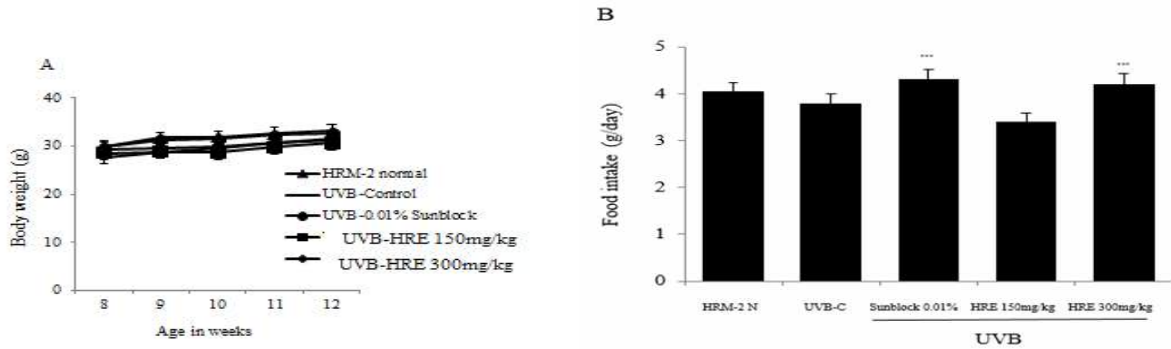 A
Body weight (g)
40
30
20
10
0
8 9 10 11 12
Age in weeks
HRM-2 normal
UVB-Control
UVB-0.01% Sunblock
UVB-HRE 150mg/kg
UVB-HRE 300mg/kg
B
Food intake (g/day)
5
4
3
2
1
0
---
---
HRM-2 N UVB-C Sunblock 0.01% HRE 150mg/kg HRE 300mg/kg
UVB